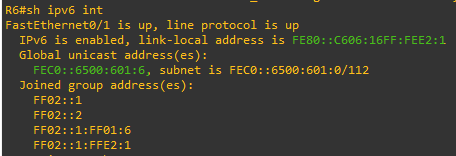 R6#sh ipv6 int
FastEthernet0/1 is up, line protocol is up
IPv6 is enabled, link-local address is FE80::C606:16FF:FEE2:1
Global unicast address(es):
FEC0::6500:601:6, subnet is FEC0::6500:601:0/112
Joined group address(es):
FF02::1
FF02::2
FF02::1:FF01:6
FF02::1:FFE2:1